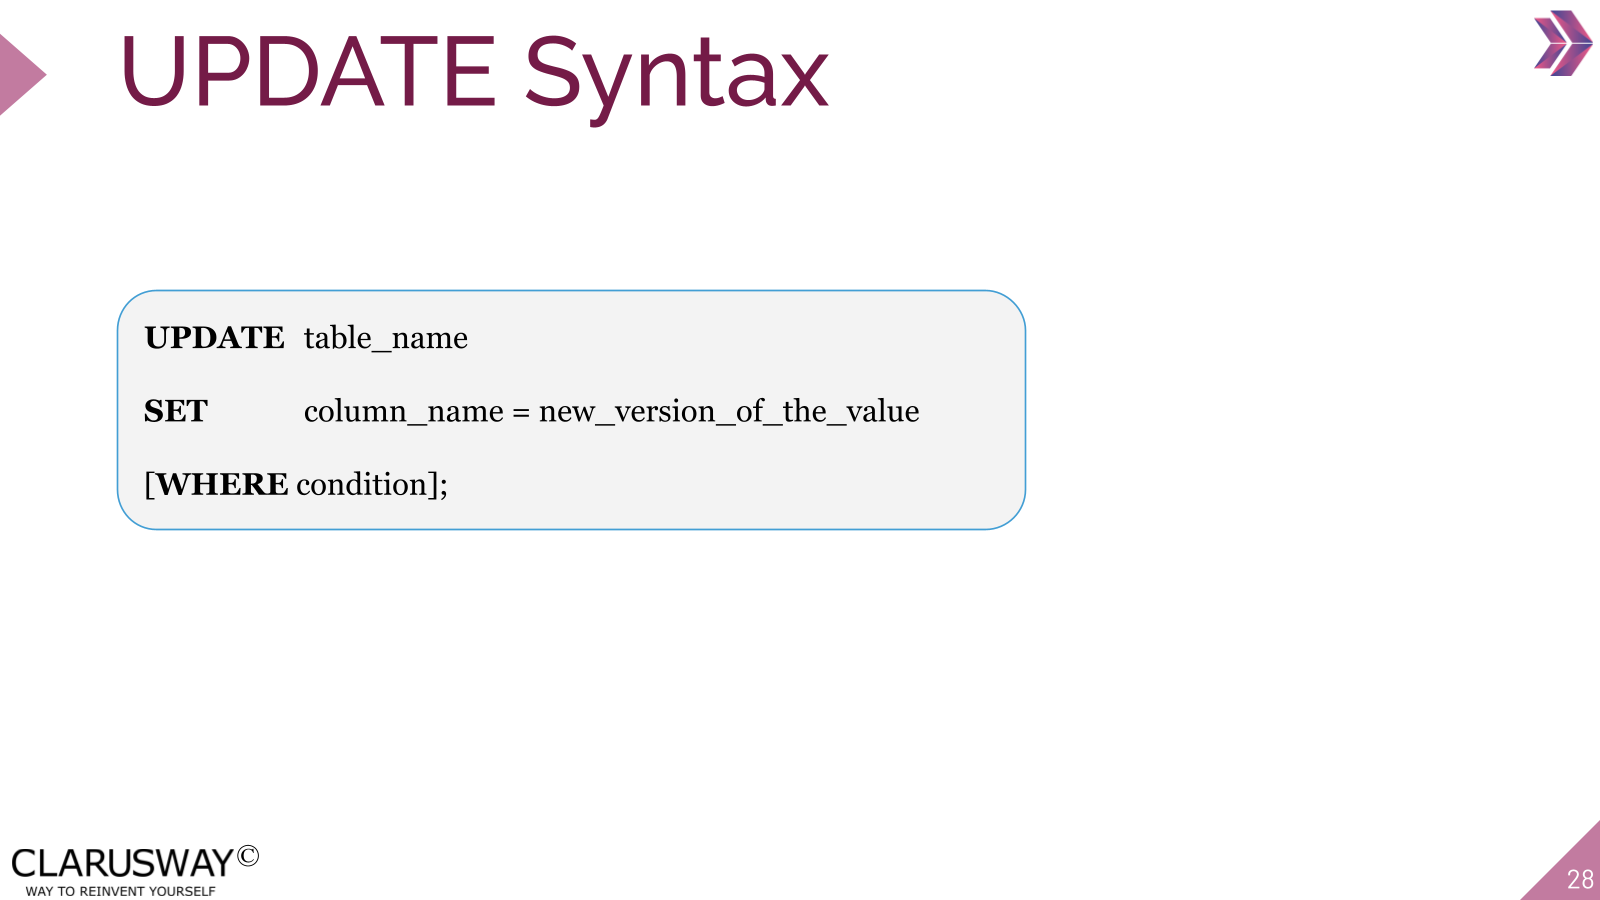 UPDATE Syntax
UPDATE table_name
SET column_name = new_version_of_the_value
[WHERE condition];
CLARUSWAY©
WAY TO REINVENT YOURSELF
28